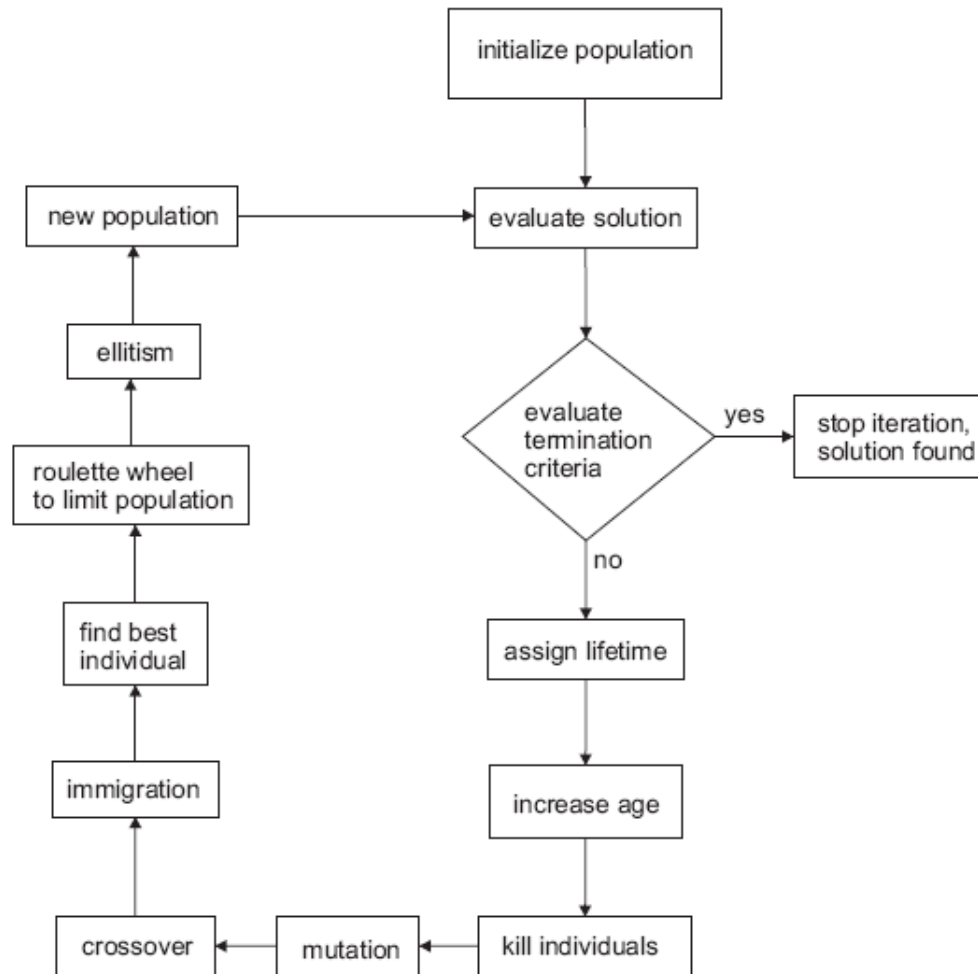 initialize population
new population
evaluate solution
ellitism
evaluate
termination
criteria
yes
stop iteration,
solution found
roulette wheel
to limit population
no
find best
individual
assign lifetime
immigration
increase age
crossover
mutation
kill individuals